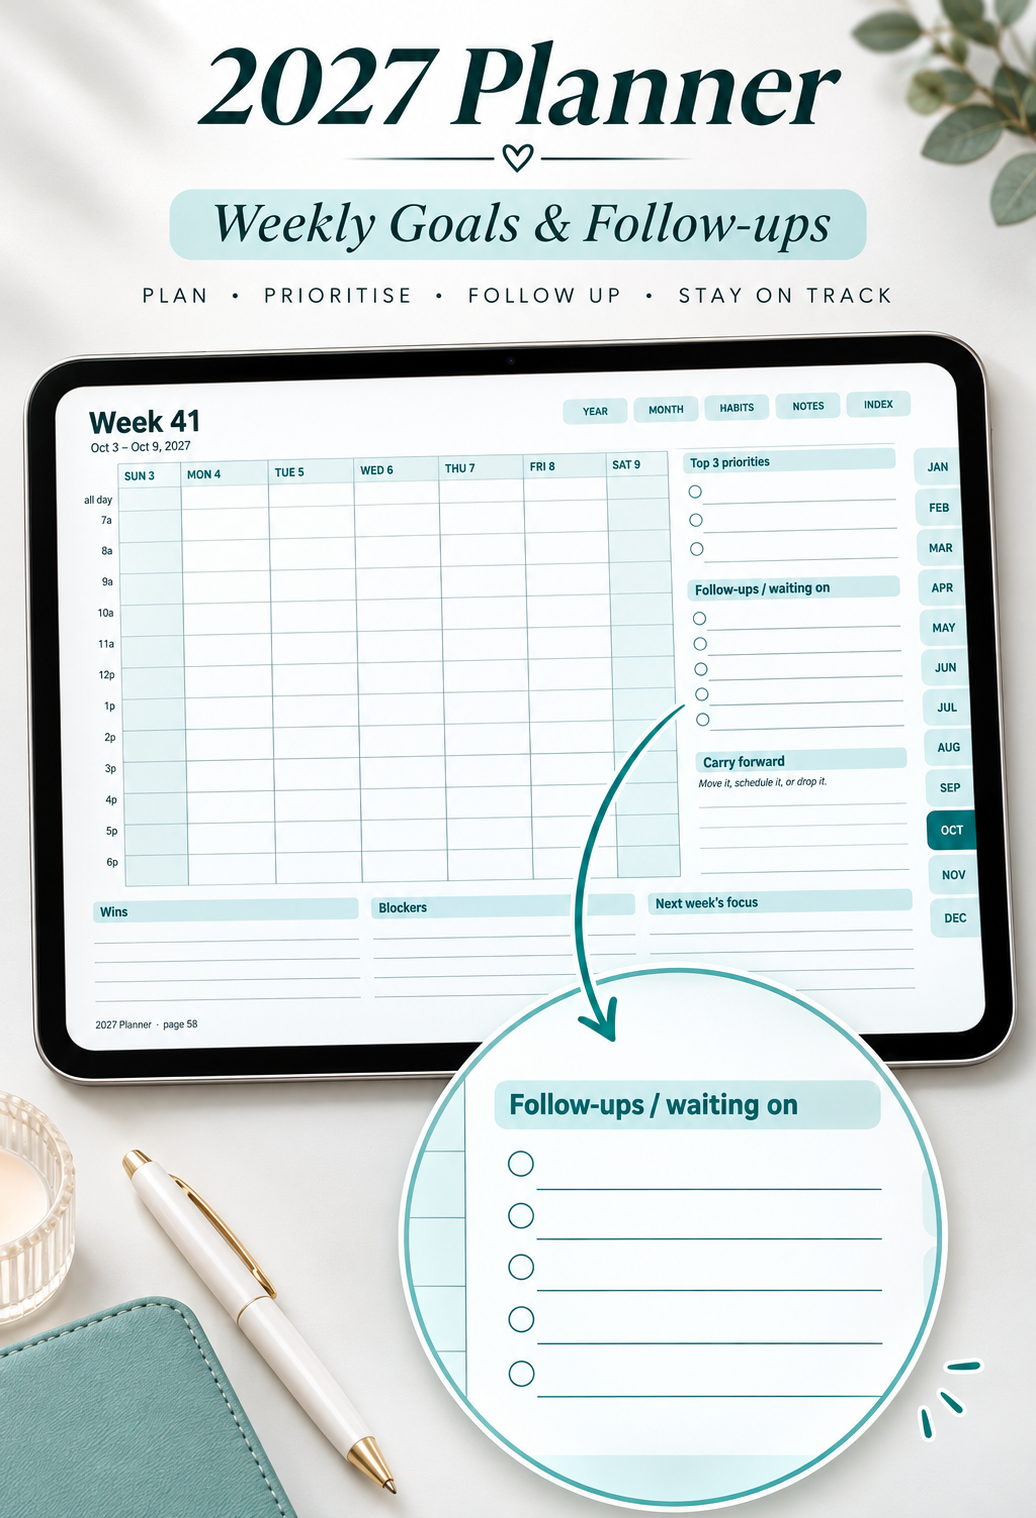 2027 Planner
Weekly Goals & Follow-ups
PLAN • PRIORITISE • FOLLOW UP • STAY ON TRACK
Week 41
Oct 3 – Oct 9, 2027
YEAR MONTH HABITS NOTES INDEX
SUN 3 MON 4 TUE 5 WED 6 THU 7 FRI 8 SAT 9
all day
7a
8a
9a
10a
11a
12p
1p
2p
3p
4p
5p
6p
Top 3 priorities
Follow-ups / waiting on
Carry forward
Move it, schedule it, or drop it.
JAN
FEB
MAR
APR
MAY
JUN
JUL
AUG
SEP
OCT
NOV
DEC
Wins
Blockers
Next week's focus
2027 Planner · page 58
Follow-ups / waiting on